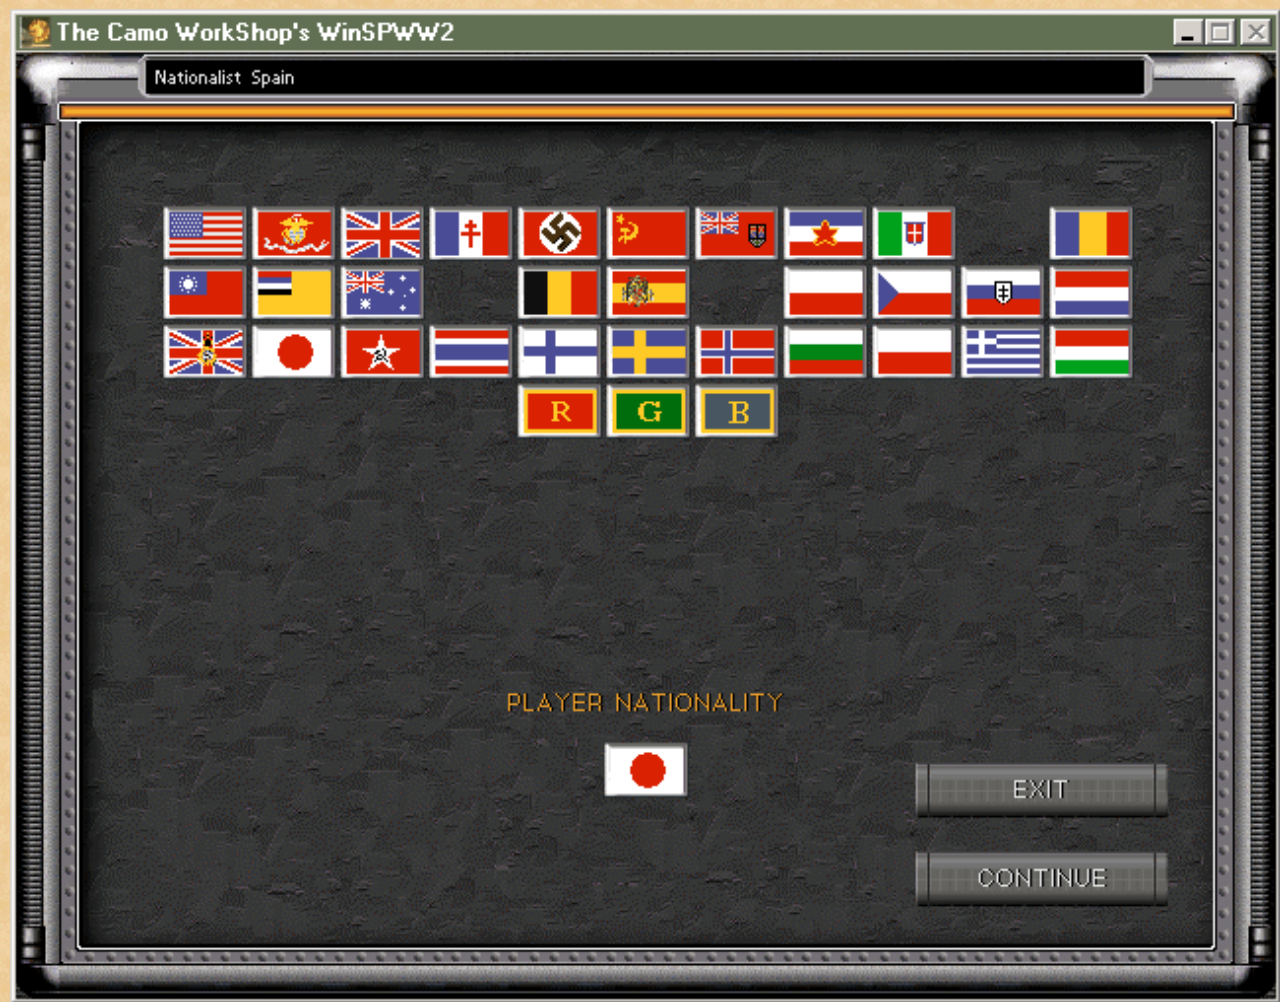 The Camo WorkShop's WinSPWW2
Nationalist Spain
R G B
PLAYER NATIONALITY
EXIT
CONTINUE